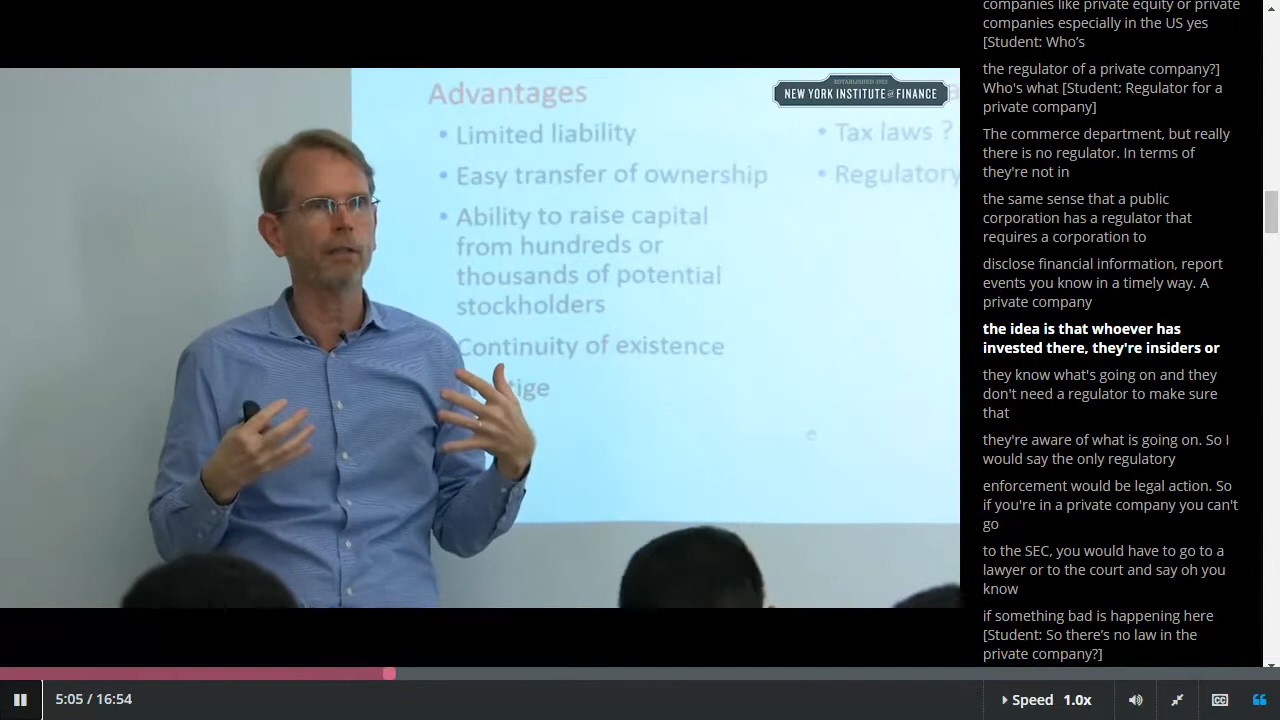 Advantages
• Limited liability
• Easy transfer of ownership
• Ability to raise capital
from hundreds or
thousands of potential
stockholders
Continuity of existence
• Tax laws ?
• Regulatory
ESTABLISHED 1922
NEW YORK INSTITUTE OF FINANCE
companies like private equity or private
companies especially in the US yes
[Student: Who's
the regulator of a private company?]
Who's what [Student: Regulator for a
private company]
The commerce department, but really
there is no regulator. In terms of
they're not in
the same sense that a public
corporation has a regulator that
requires a corporation to
disclose financial information, report
events you know in a timely way. A
private company
the idea is that whoever has
invested there, they're insiders or
they know what's going on and they
don't need a regulator to make sure
that
they're aware of what is going on. So I
would say the only regulatory
enforcement would be legal action. So
if you're in a private company you can't
go
to the SEC, you would have to go to a
lawyer or to the court and say oh you
know
if something bad is happening here
[Student: So there's no law in the
private company?]
5:05 / 16:54
Speed 1.0x
CC